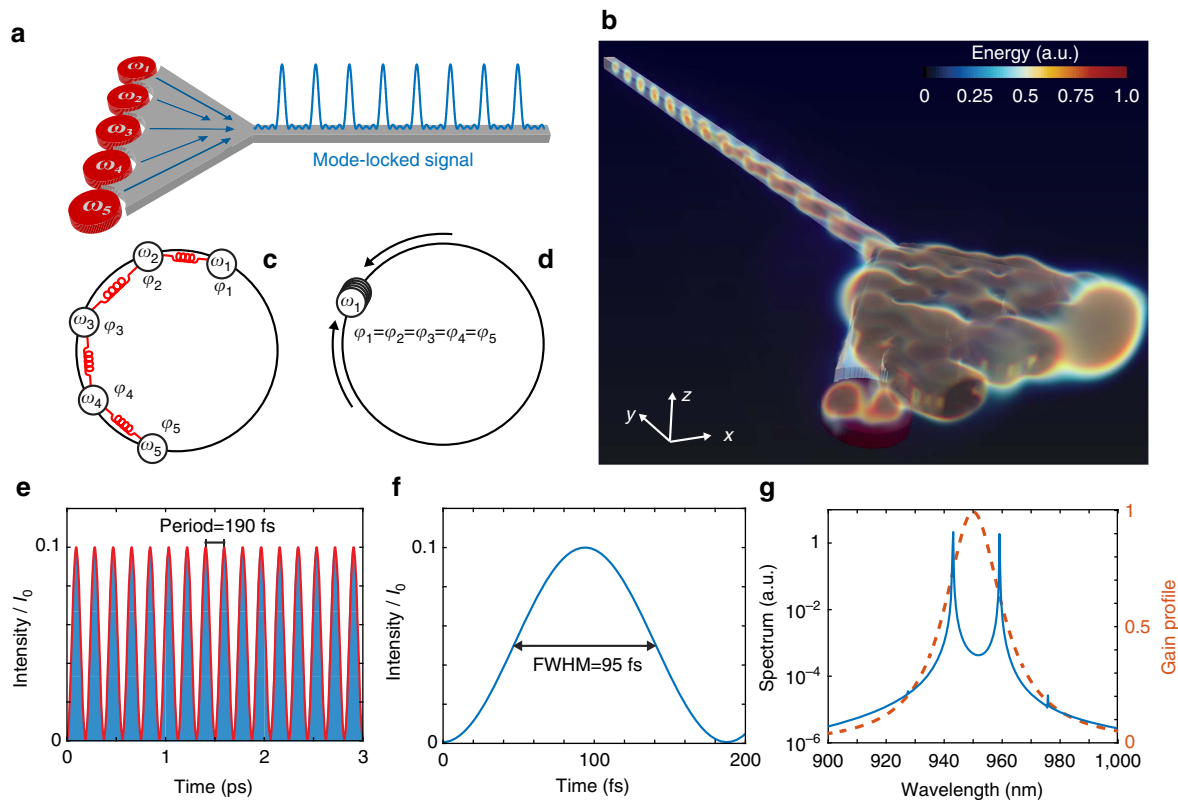 a
ω1
ω2
ω3
ω4
ω5
Mode-locked signal
b
Energy (a.u.)
0 0.25 0.5 0.75 1.0
z
y
x
c
ω2
ω1
φ2
φ1
ω3
φ3
φ4
ω4
φ5
ω5
d
ω1
φ1=φ2=φ3=φ4=φ5
e
Period=190 fs
0.1
0
Intensity / I0
0 1 2 3
Time (ps)
f
0.1
0
Intensity / I0
FWHM=95 fs
0 100 200
Time (fs)
g
1
10−2
10−4
10−6
Spectrum (a.u.)
1
0.5
0
Gain profile
900 920 940 960 980 1,000
Wavelength (nm)